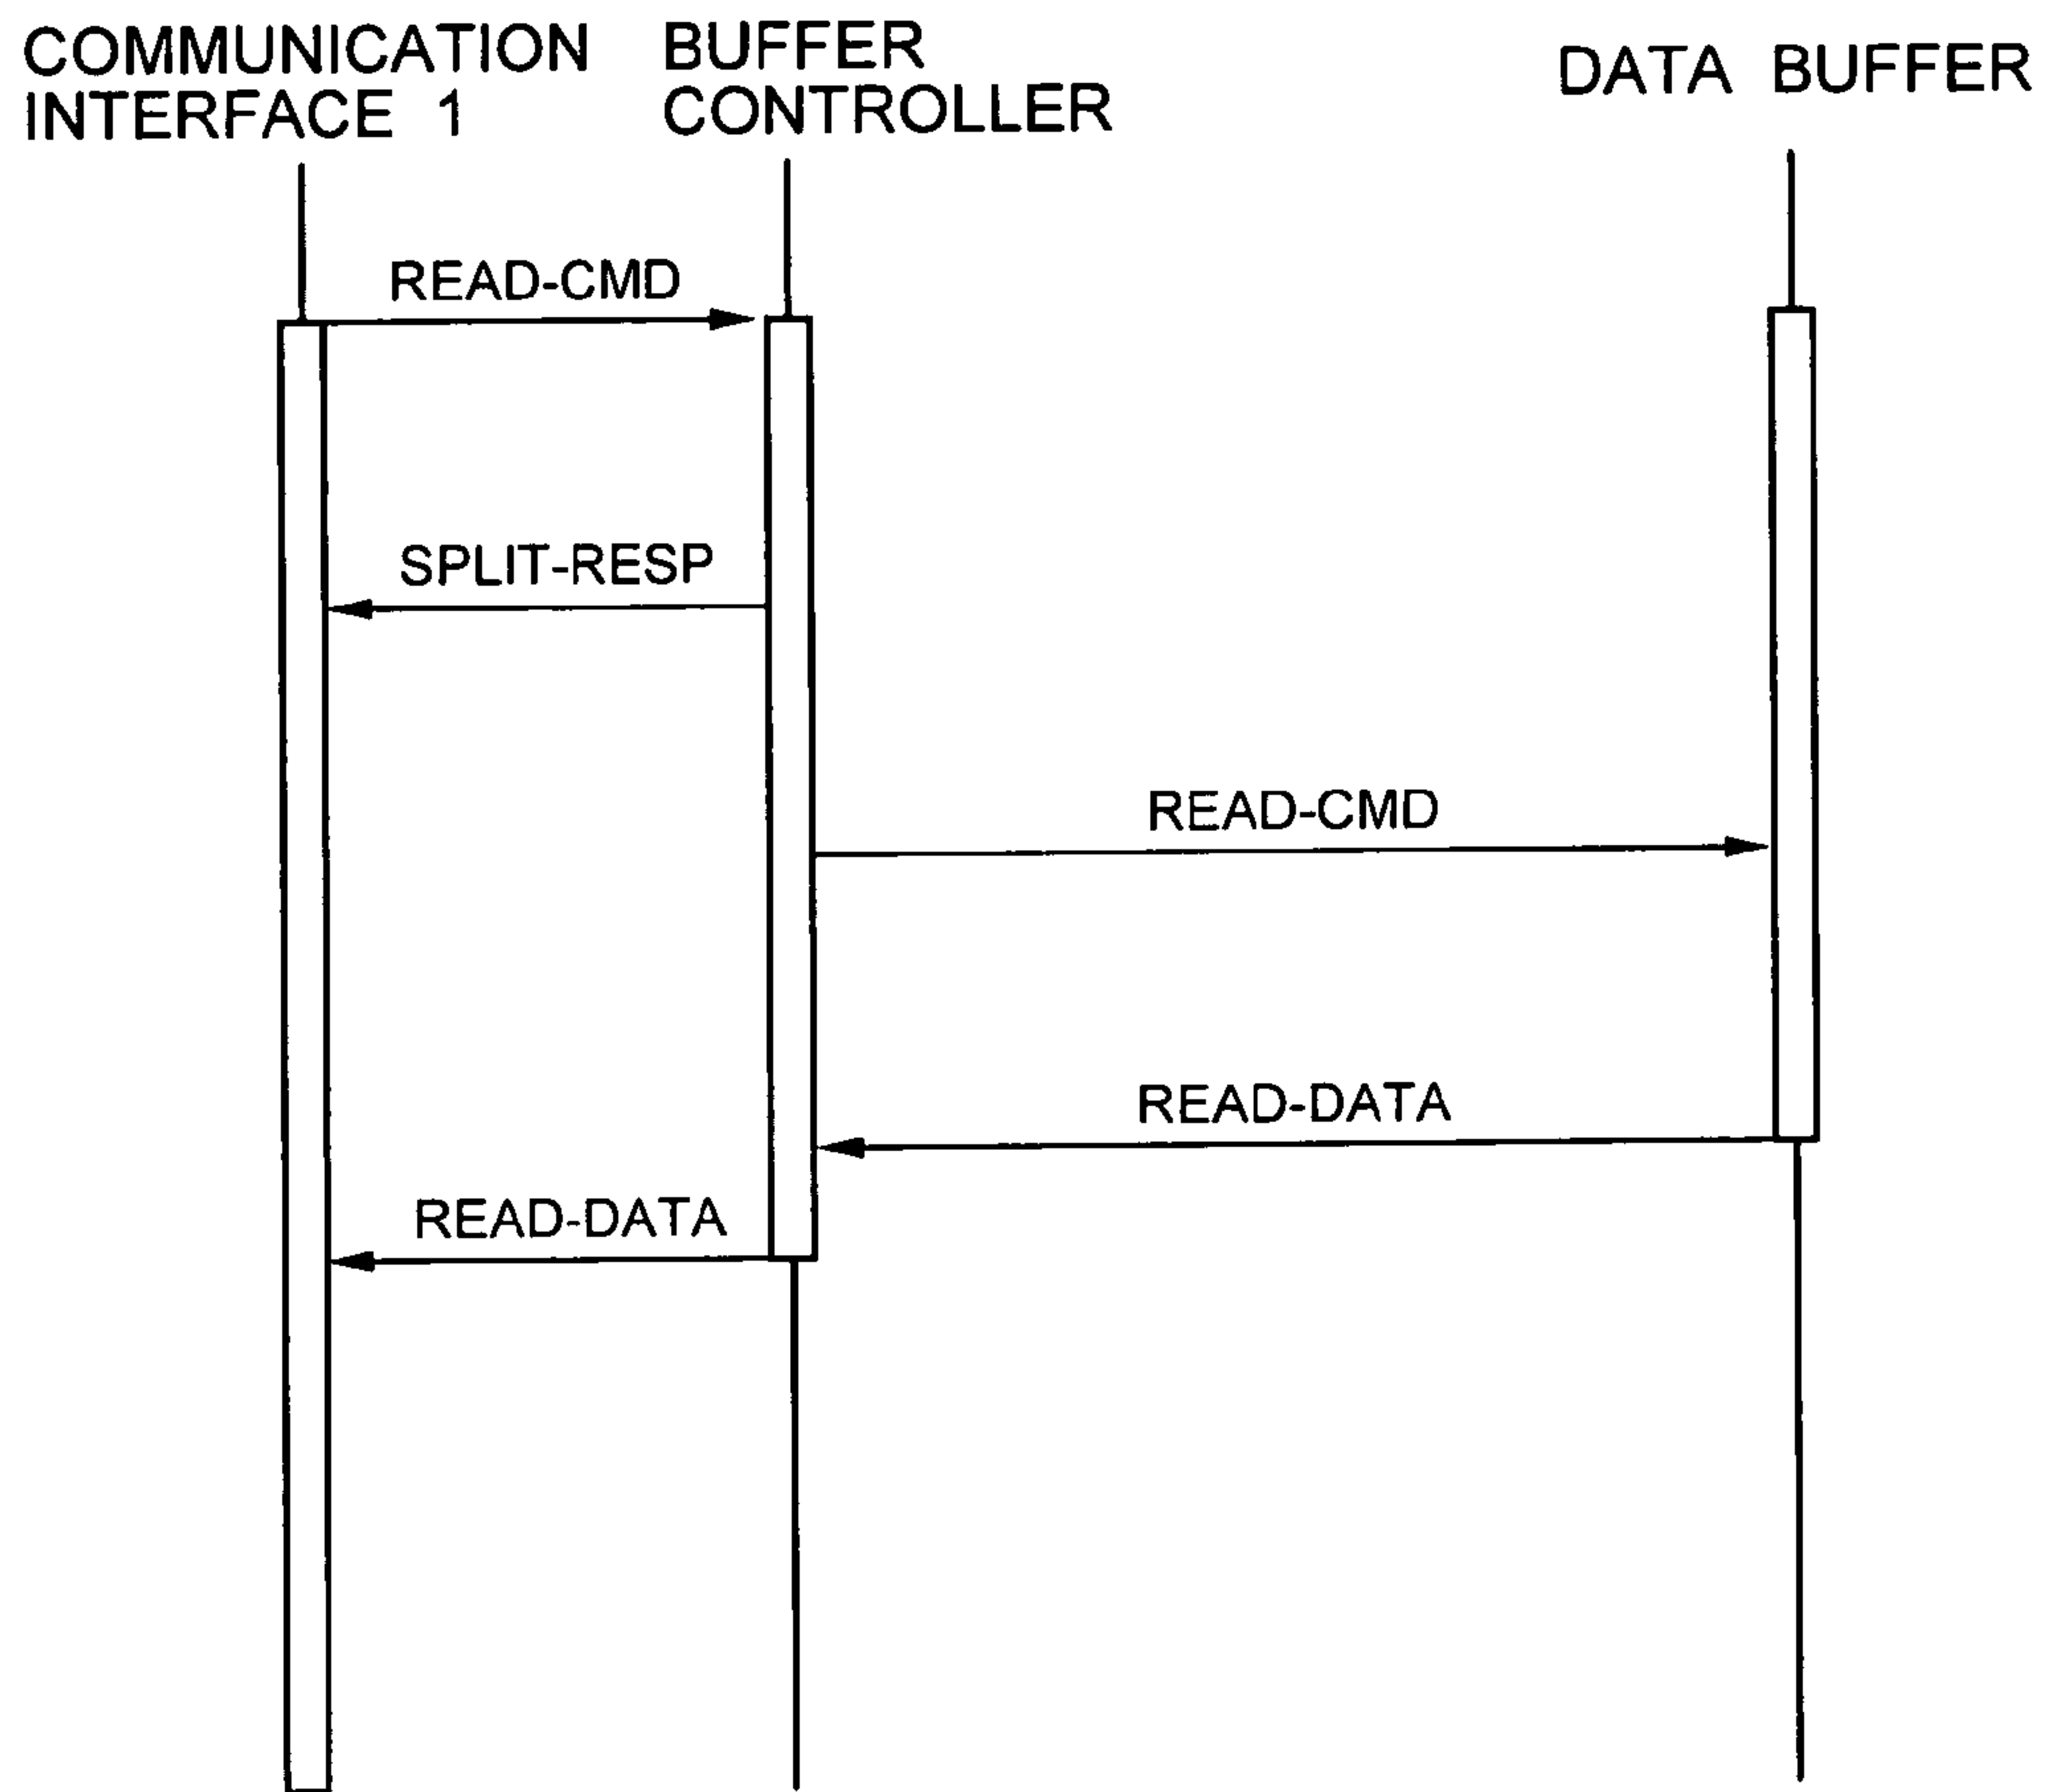 COMMUNICATION
INTERFACE 1
BUFFER
CONTROLLER
DATA BUFFER
READ-CMD
SPLIT-RESP
READ-CMD
READ-DATA
READ-DATA